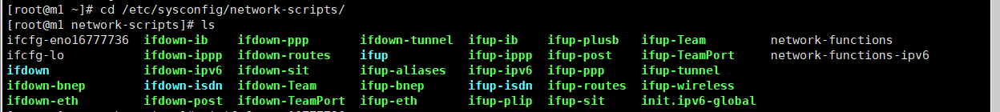 [root@m1 ~]# cd /etc/sysconfig/network-scripts/
[root@m1 network-scripts]# ls
ifcfg-eno16777736  ifdown-ib    ifdown-ppp       ifdown-tunnel  ifup-ib    ifup-plusb   ifup-Team         network-functions
ifcfg-lo           ifdown-ippp  ifdown-routes    ifup           ifup-ippp  ifup-post    ifup-TeamPort     network-functions-ipv6
ifdown             ifdown-ipv6  ifdown-sit       ifup-aliases   ifup-ipv6  ifup-ppp     ifup-tunnel
ifdown-bnep        ifdown-isdn  ifdown-Team      ifup-bnep      ifup-isdn  ifup-routes  ifup-wireless
ifdown-eth         ifdown-post  ifdown-TeamPort  ifup-eth       ifup-plip  ifup-sit     init.ipv6-global